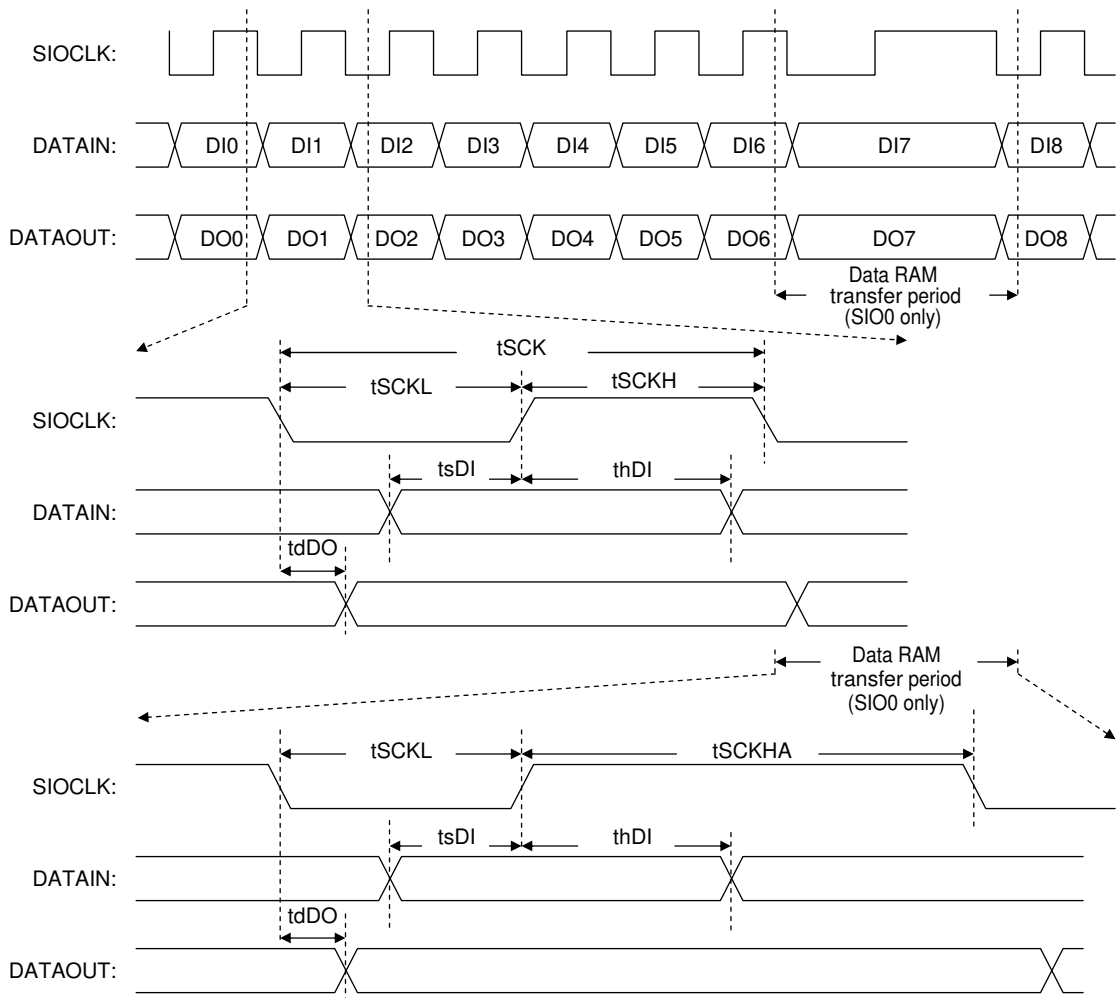 SIOCLK:
DATAIN: DI0 DI1 DI2 DI3 DI4 DI5 DI6 DI7 DI8
DATAOUT: DO0 DO1 DO2 DO3 DO4 DO5 DO6 DO7 DO8
Data RAM
transfer period
(SIO0 only)
tSCK
tSCKL tSCKH
SIOCLK:
tsDI thDI
DATAIN:
tdDO
DATAOUT:
Data RAM
transfer period
(SIO0 only)
tSCKL tSCKHA
SIOCLK:
tsDI thDI
DATAIN:
tdDO
DATAOUT: